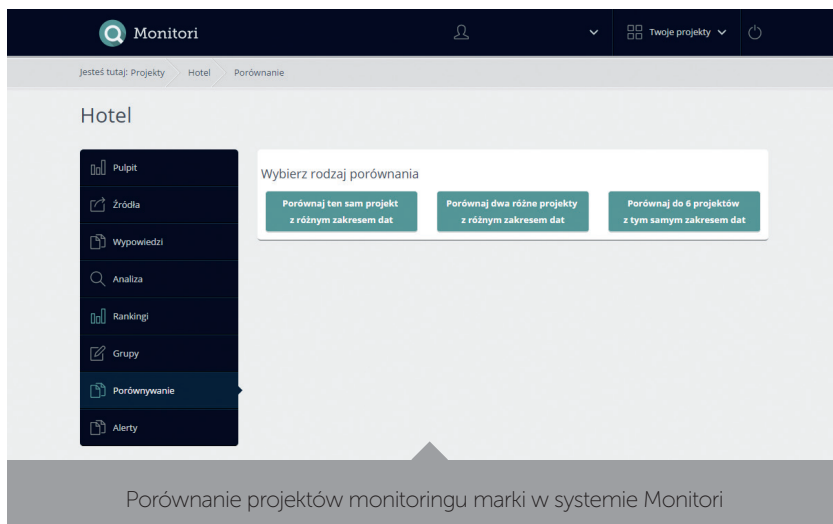 Monitori
Twoje projekty
Jesteś tutaj: Projekty Hotel Porównanie
Hotel
Pulpit
Źródła
Wypowiedzi
Analiza
Rankingi
Grupy
Porównywanie
Alerty
Wybierz rodzaj porównania
Porównaj ten sam projekt
z różnym zakresem dat
Porównaj dwa różne projekty
z różnym zakresem dat
Porównaj do 6 projektów
z tym samym zakresem dat
Porównanie projektów monitoringu marki w systemie Monitori